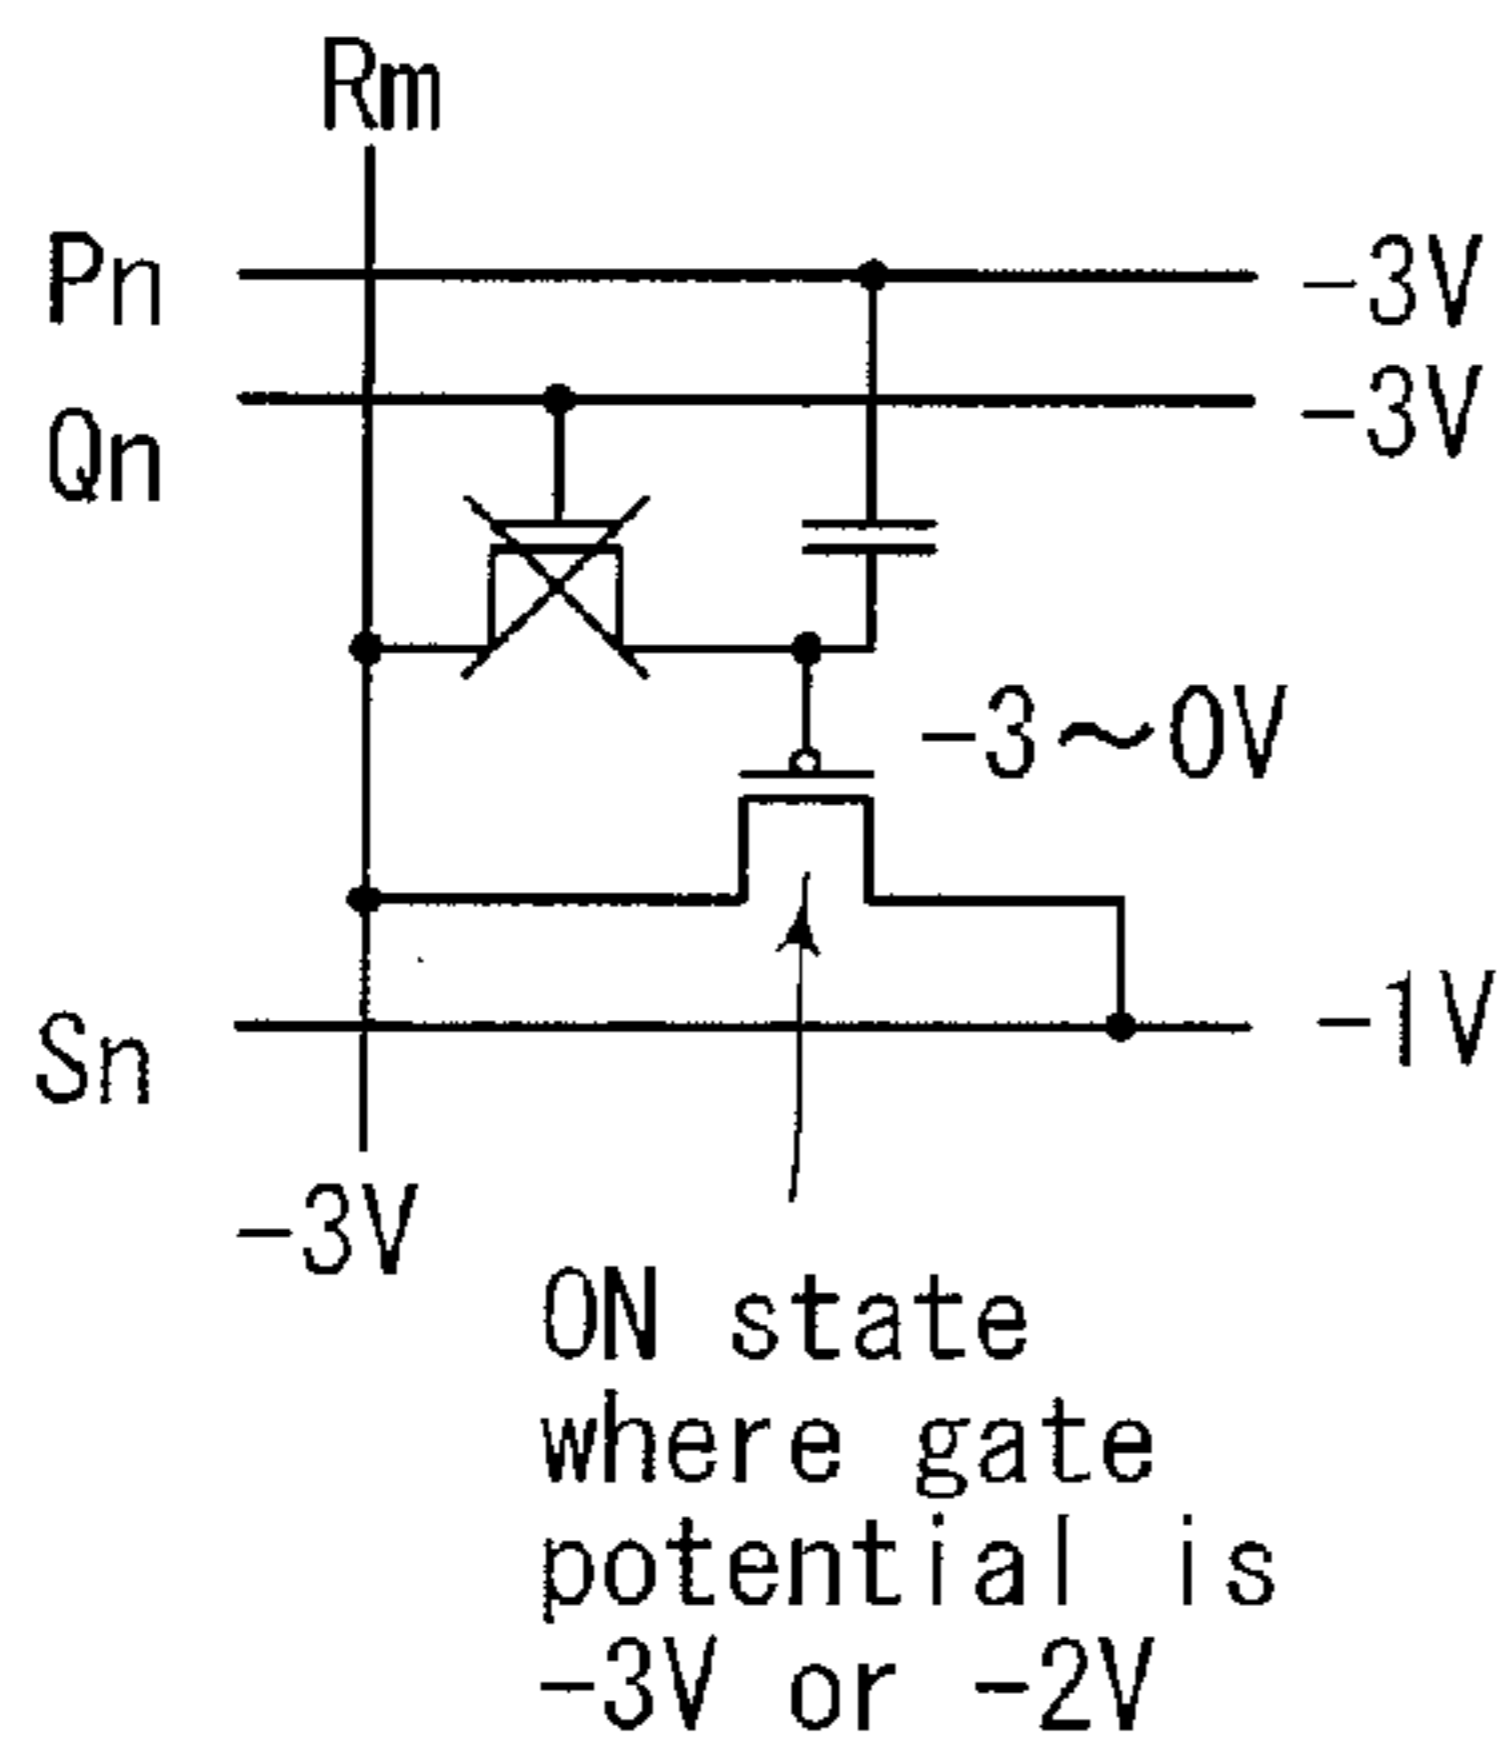 Rm
Pn -3V
Qn -3V
-3~0V
Sn -1V
-3V
ON state
where gate
potential is
-3V or -2V